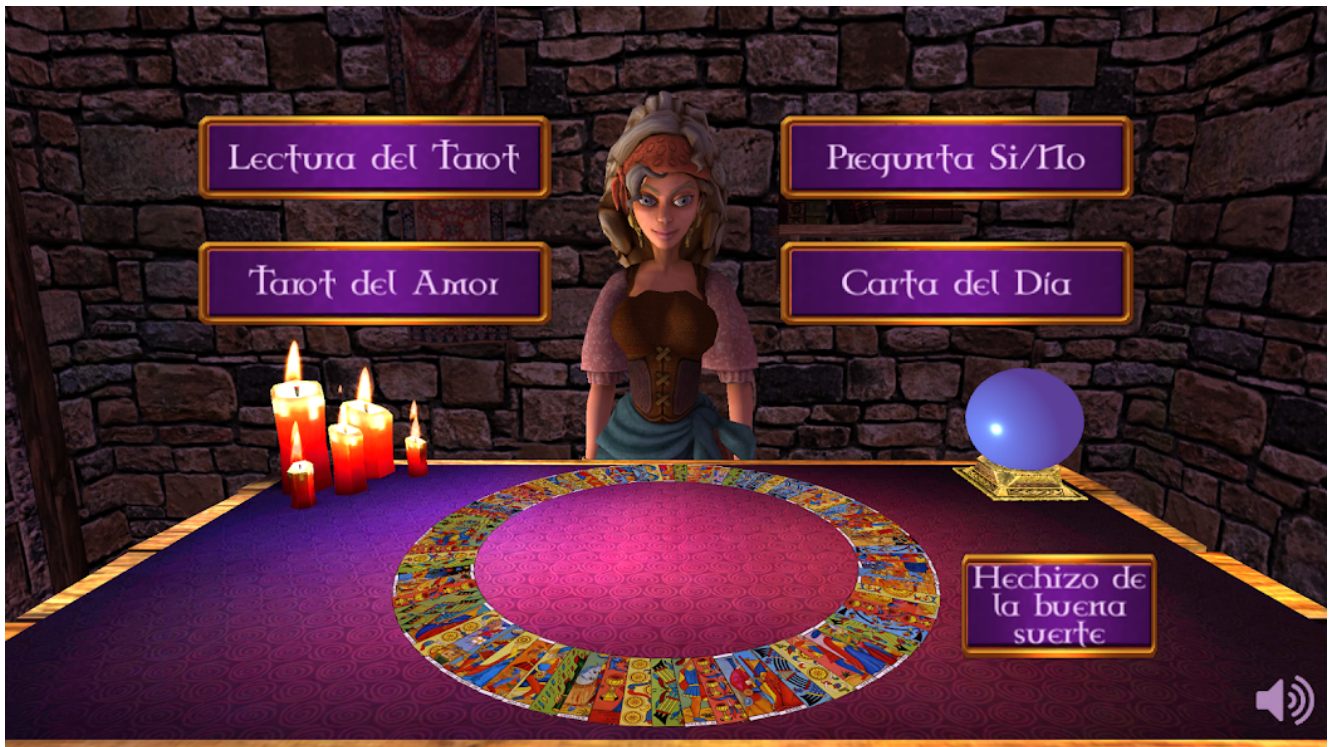 Lectura del Tarot
Pregunta Si/No
Tarot del Amor
Carta del Día
Hechizo de
la buena
suerte